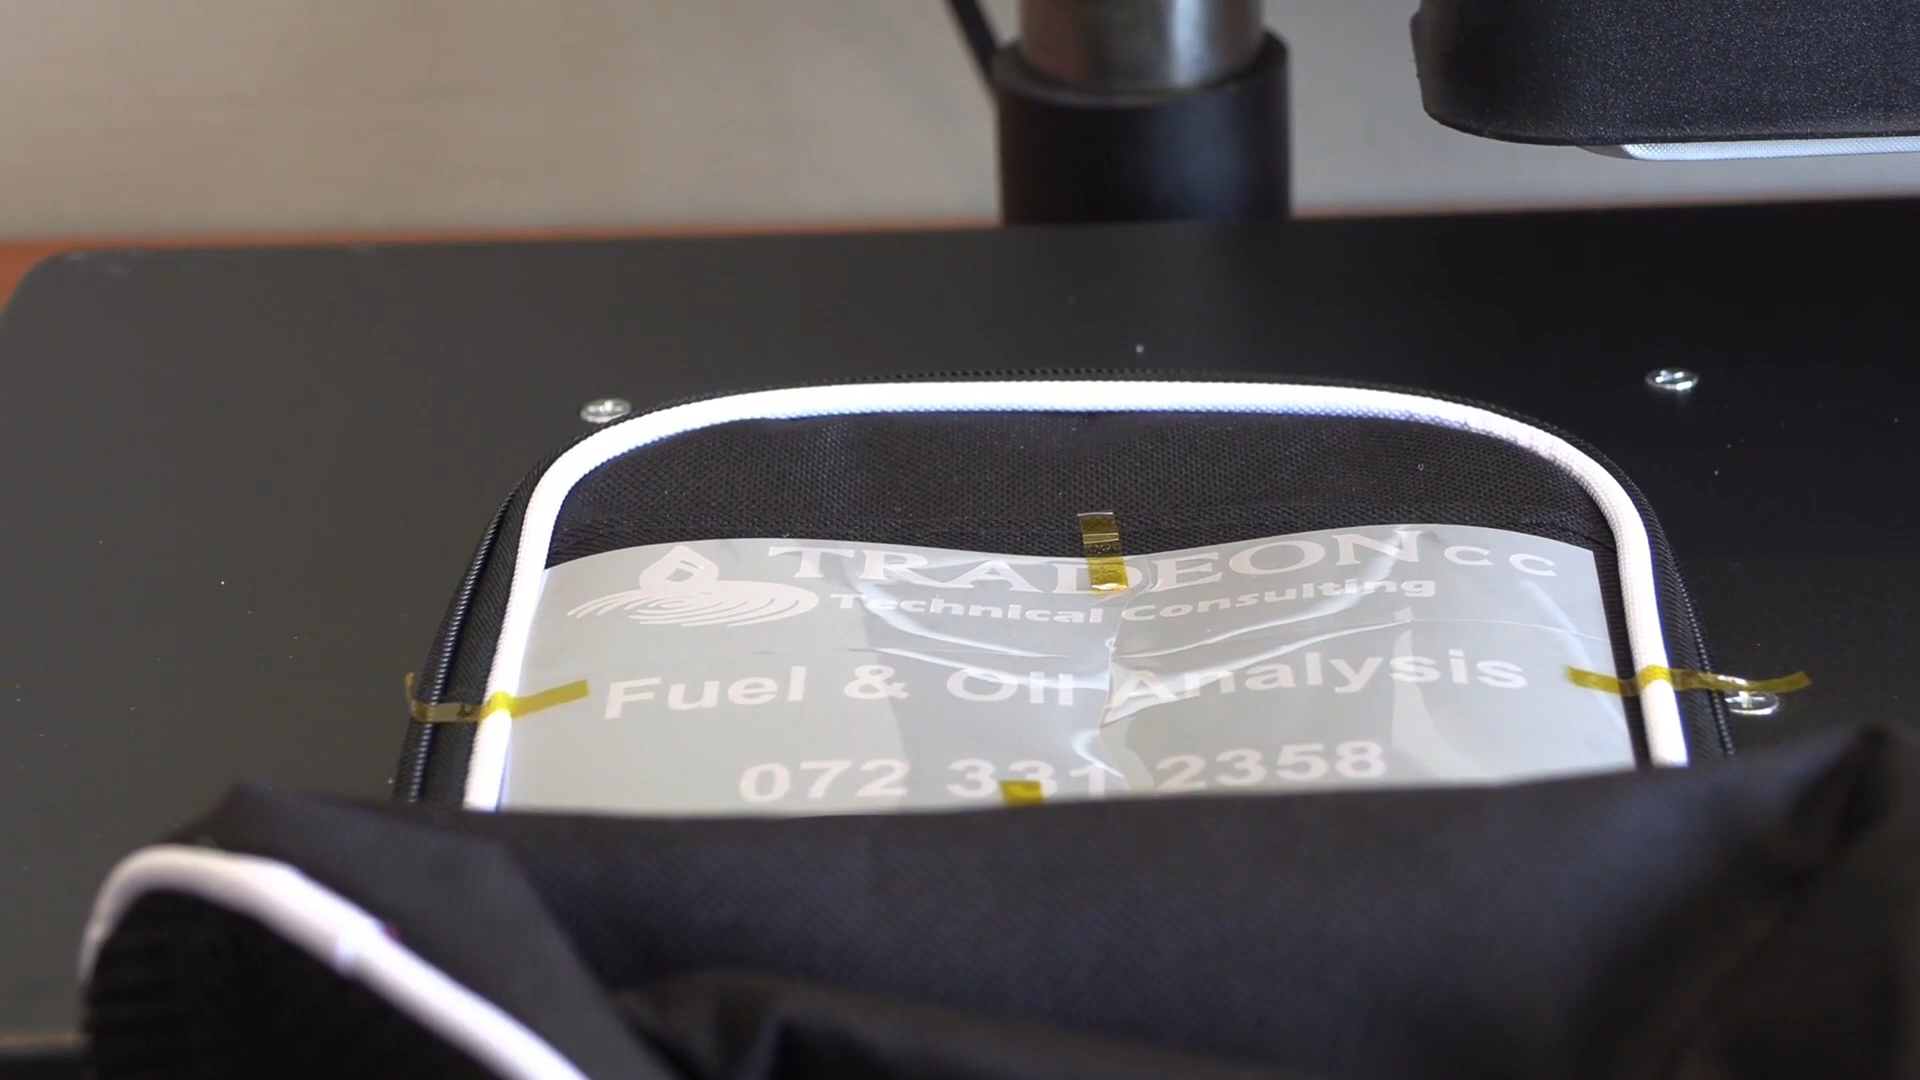 TRADEON CC
Technical Consulting
Fuel & Oil Analysis
072 331 2358